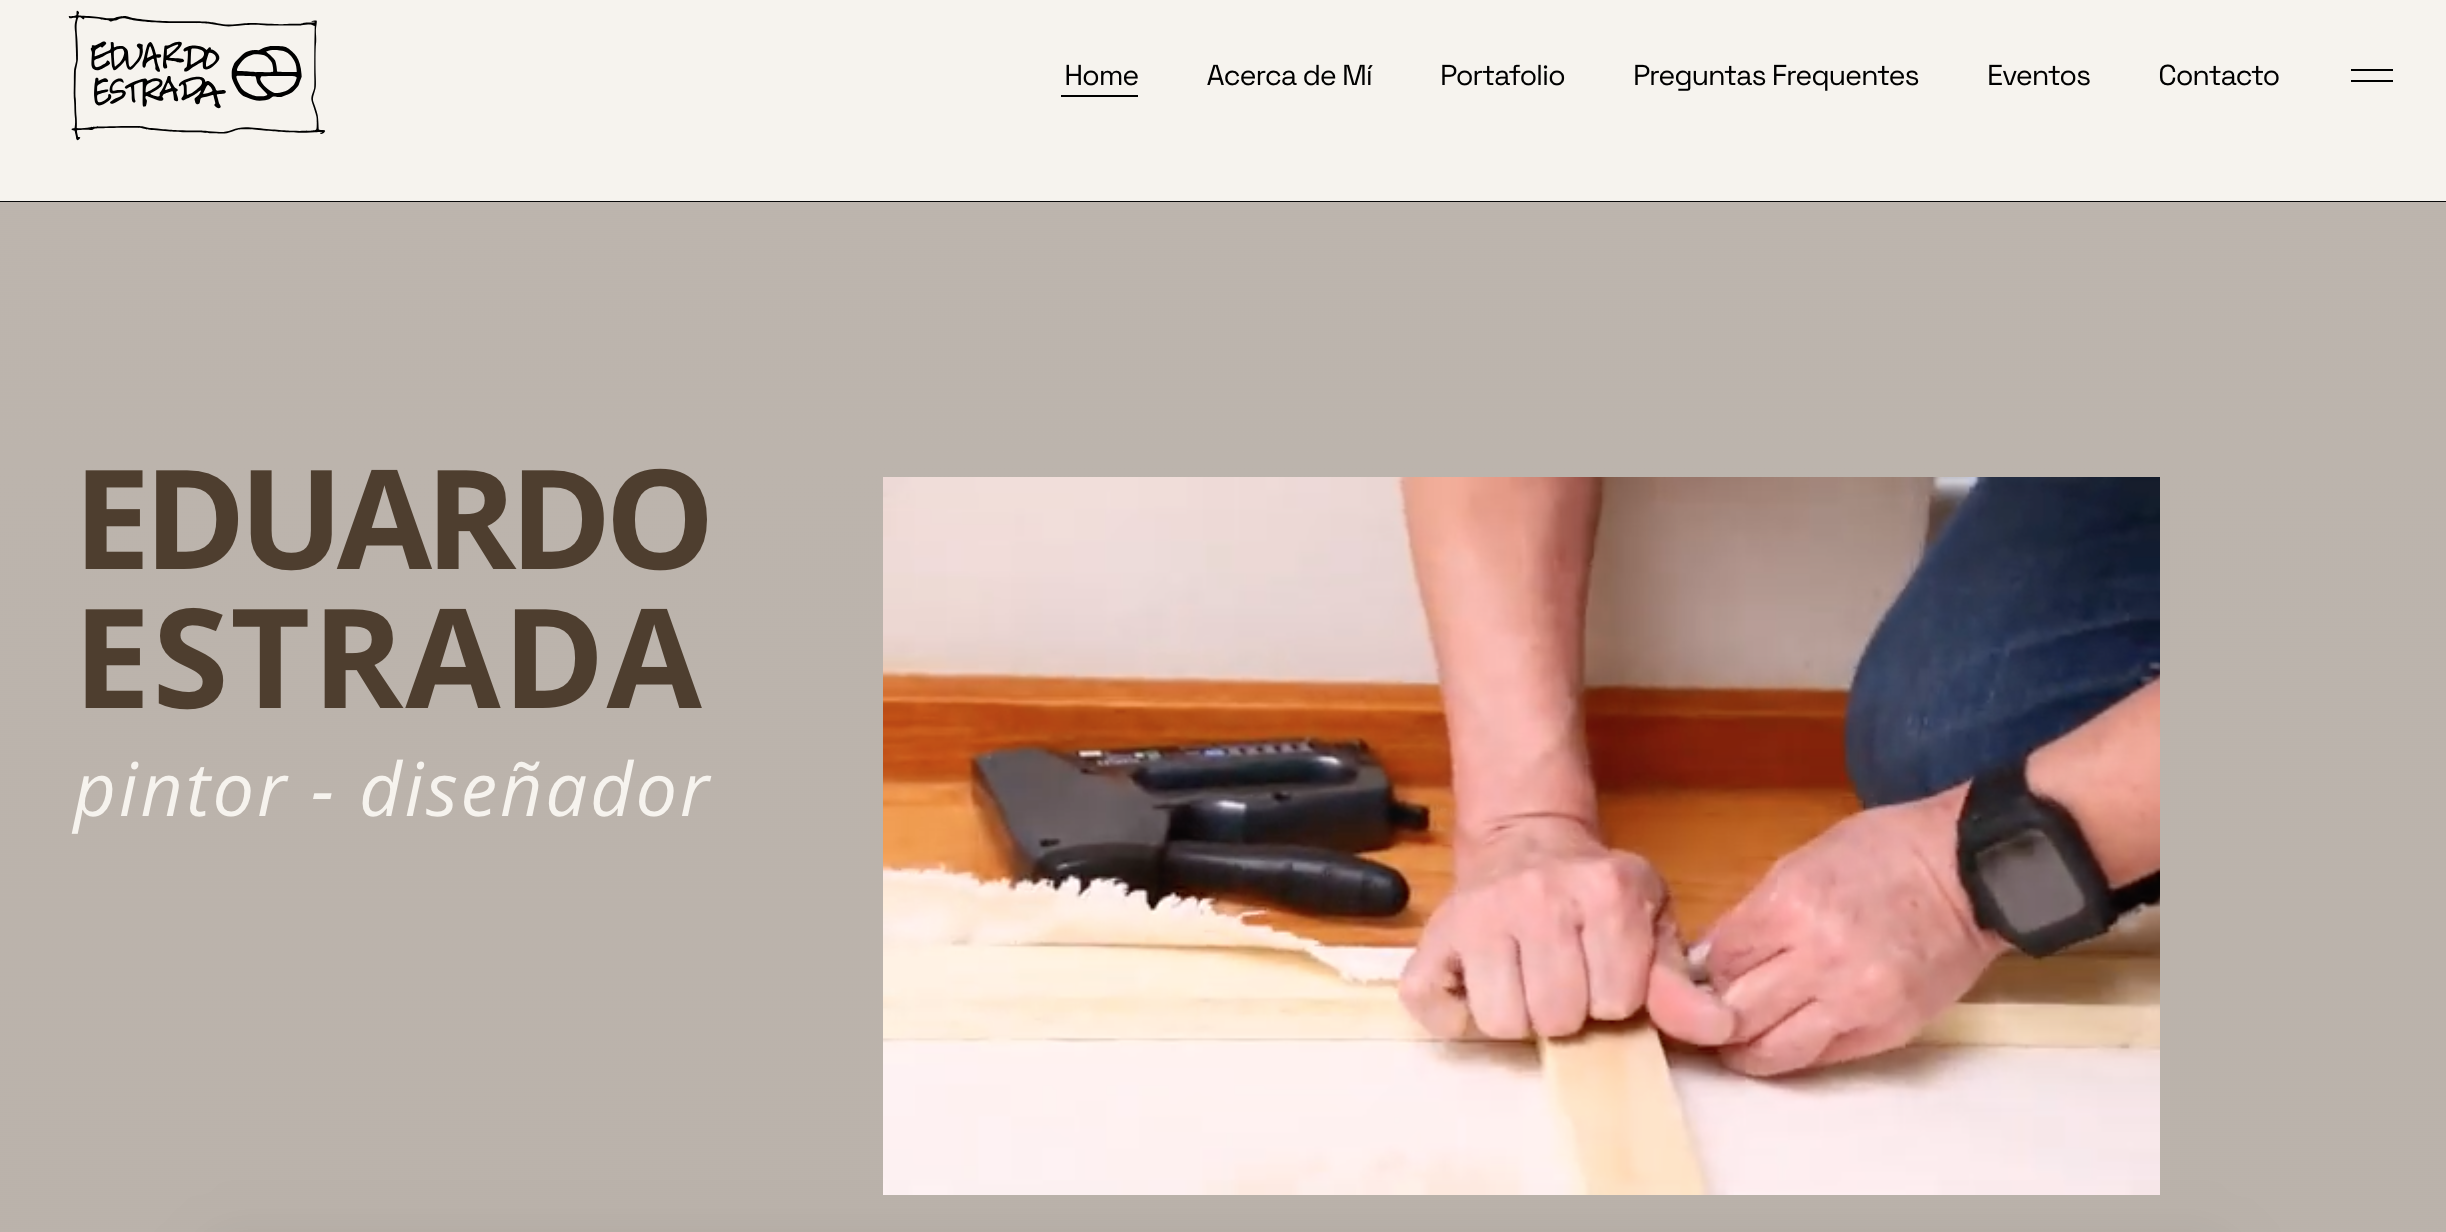 EDUARDO
ESTRADA
Home Acerca de Mí Portafolio Preguntas Frequentes Eventos Contacto
EDUARDO
ESTRADA
pintor - diseñador